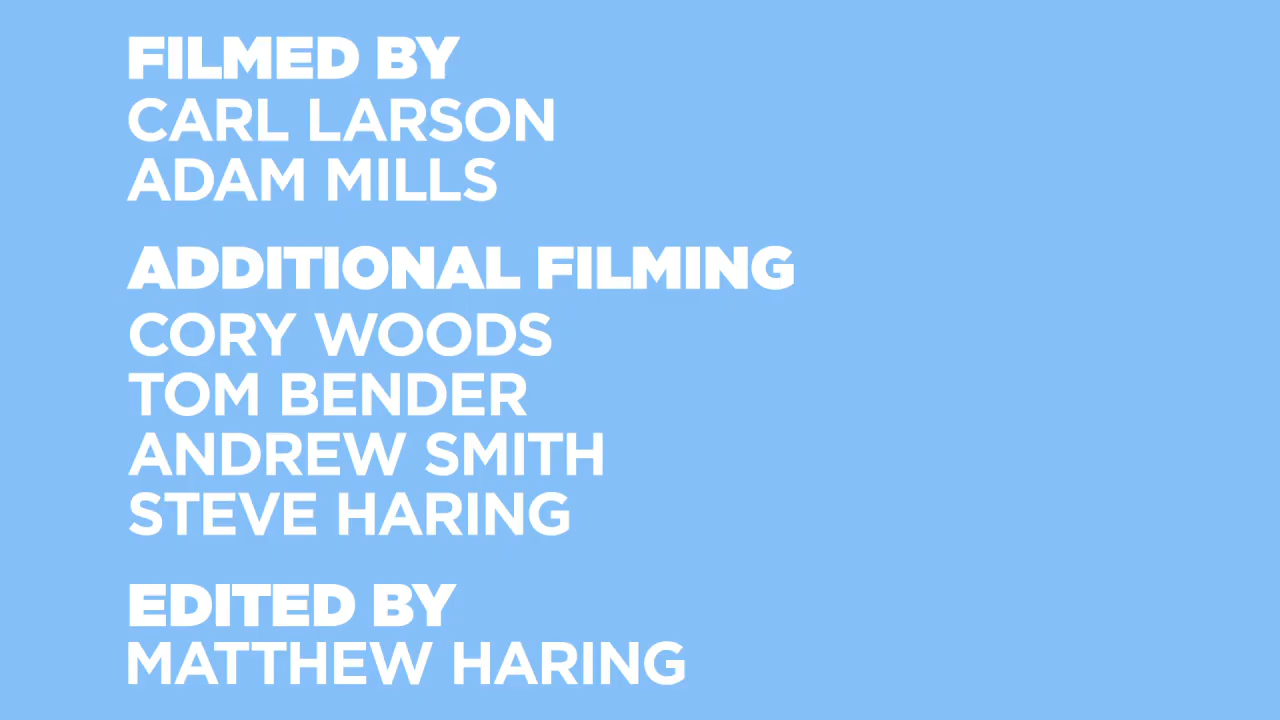 FILMED BY
CARL LARSON
ADAM MILLS
ADDITIONAL FILMING
CORY WOODS
TOM BENDER
ANDREW SMITH
STEVE HARING
EDITED BY
MATTHEW HARING